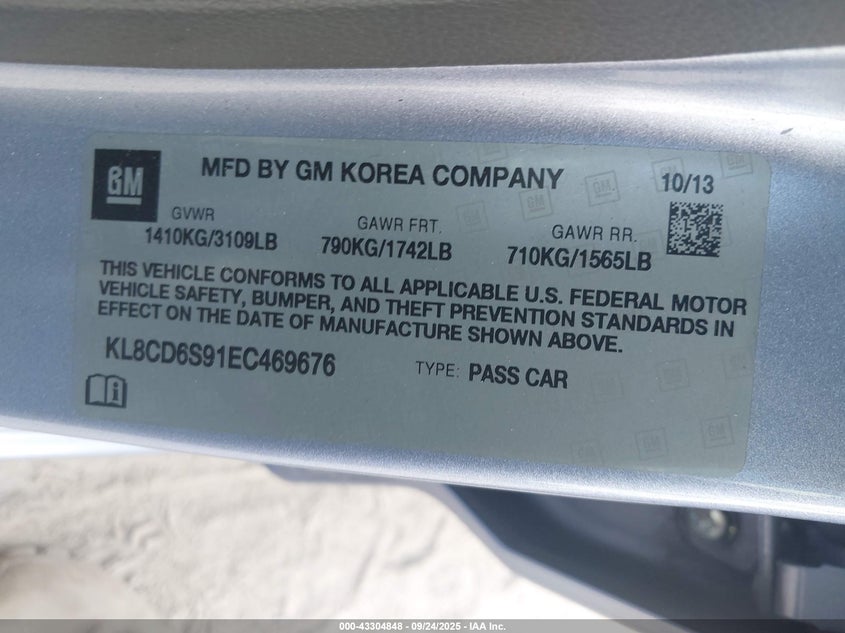 GM
MFD BY GM KOREA COMPANY
10/13
GVWR
1410KG/3109LB
GAWR FRT.
790KG/1742LB
GAWR RR.
710KG/1565LB
THIS VEHICLE CONFORMS TO ALL APPLICABLE U.S. FEDERAL MOTOR
VEHICLE SAFETY, BUMPER, AND THEFT PREVENTION STANDARDS IN
EFFECT ON THE DATE OF MANUFACTURE SHOWN ABOVE.
KL8CD6S91EC469676
TYPE: PASS CAR
000-43304848 - 09/24/2025 - IAA Inc.